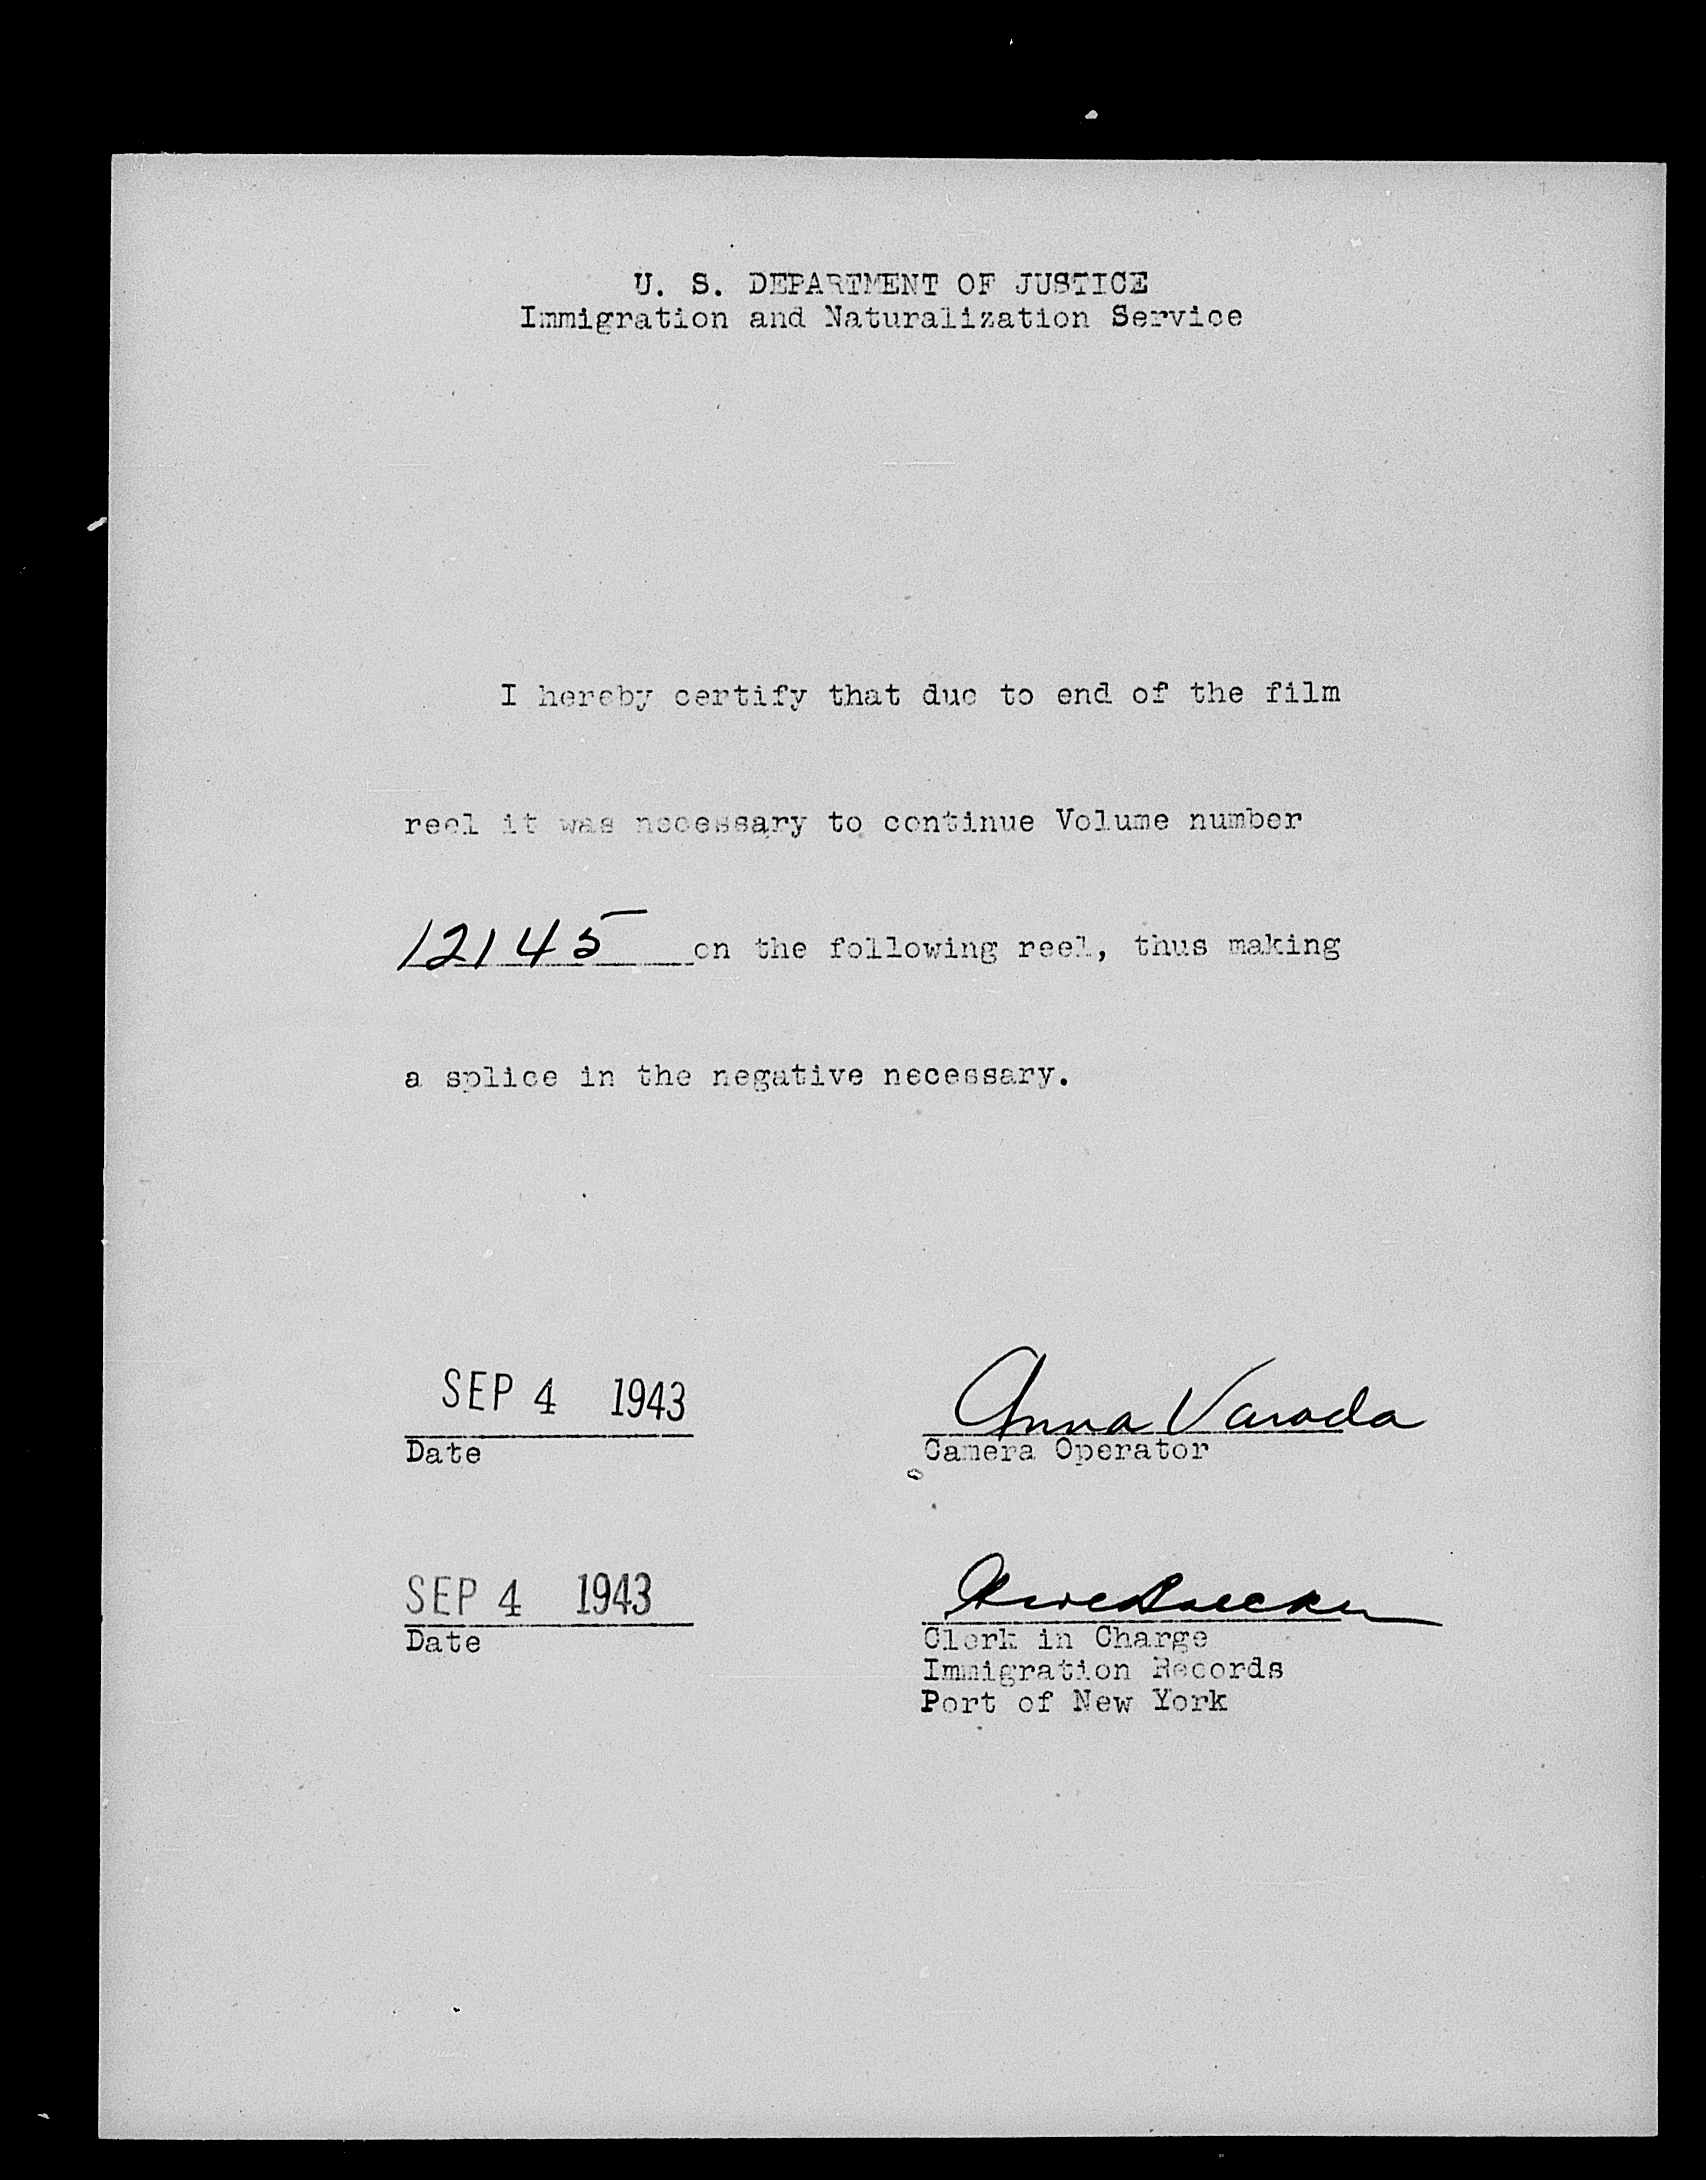 U. S. DEPARTMENT OF JUSTICE
Immigration and Naturalization Service
I hereby certify that due to end of the film
reel it was necessary to continue Volume number
12145 on the following reel, thus making
a splice in the negative necessary.
SEP 4 1943
Date
Anna Varada
Camera Operator
SEP 4 1943
Date
Clerk in Charge
Immigration Records
Port of New York